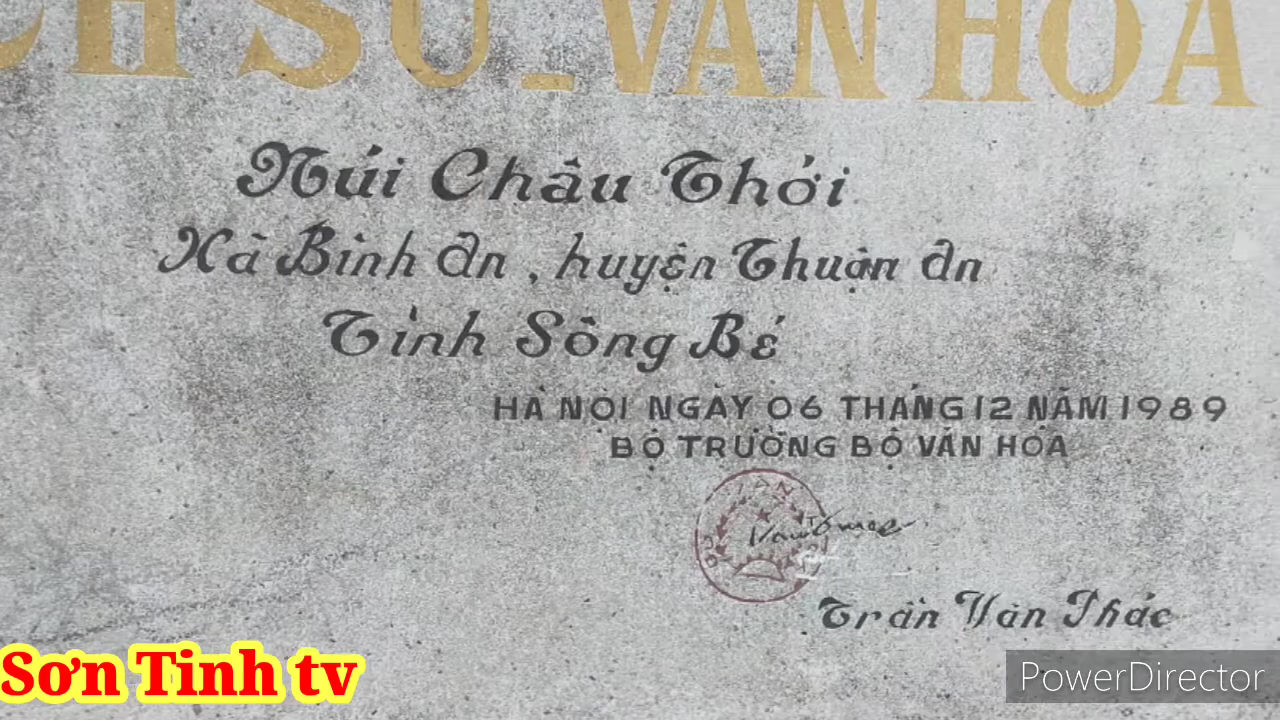 CH SỬ_VĂN HÓA
Núi Châu Thới
Xã Bình An, huyện Thuận An
Tỉnh Sông Bé
HÀ NỘI NGÀY 06 THÁNG 12 NĂM 1989
BỘ TRƯỞNG BỘ VĂN HÓA
Trần Văn Phác
Sơn Tinh tv
PowerDirector